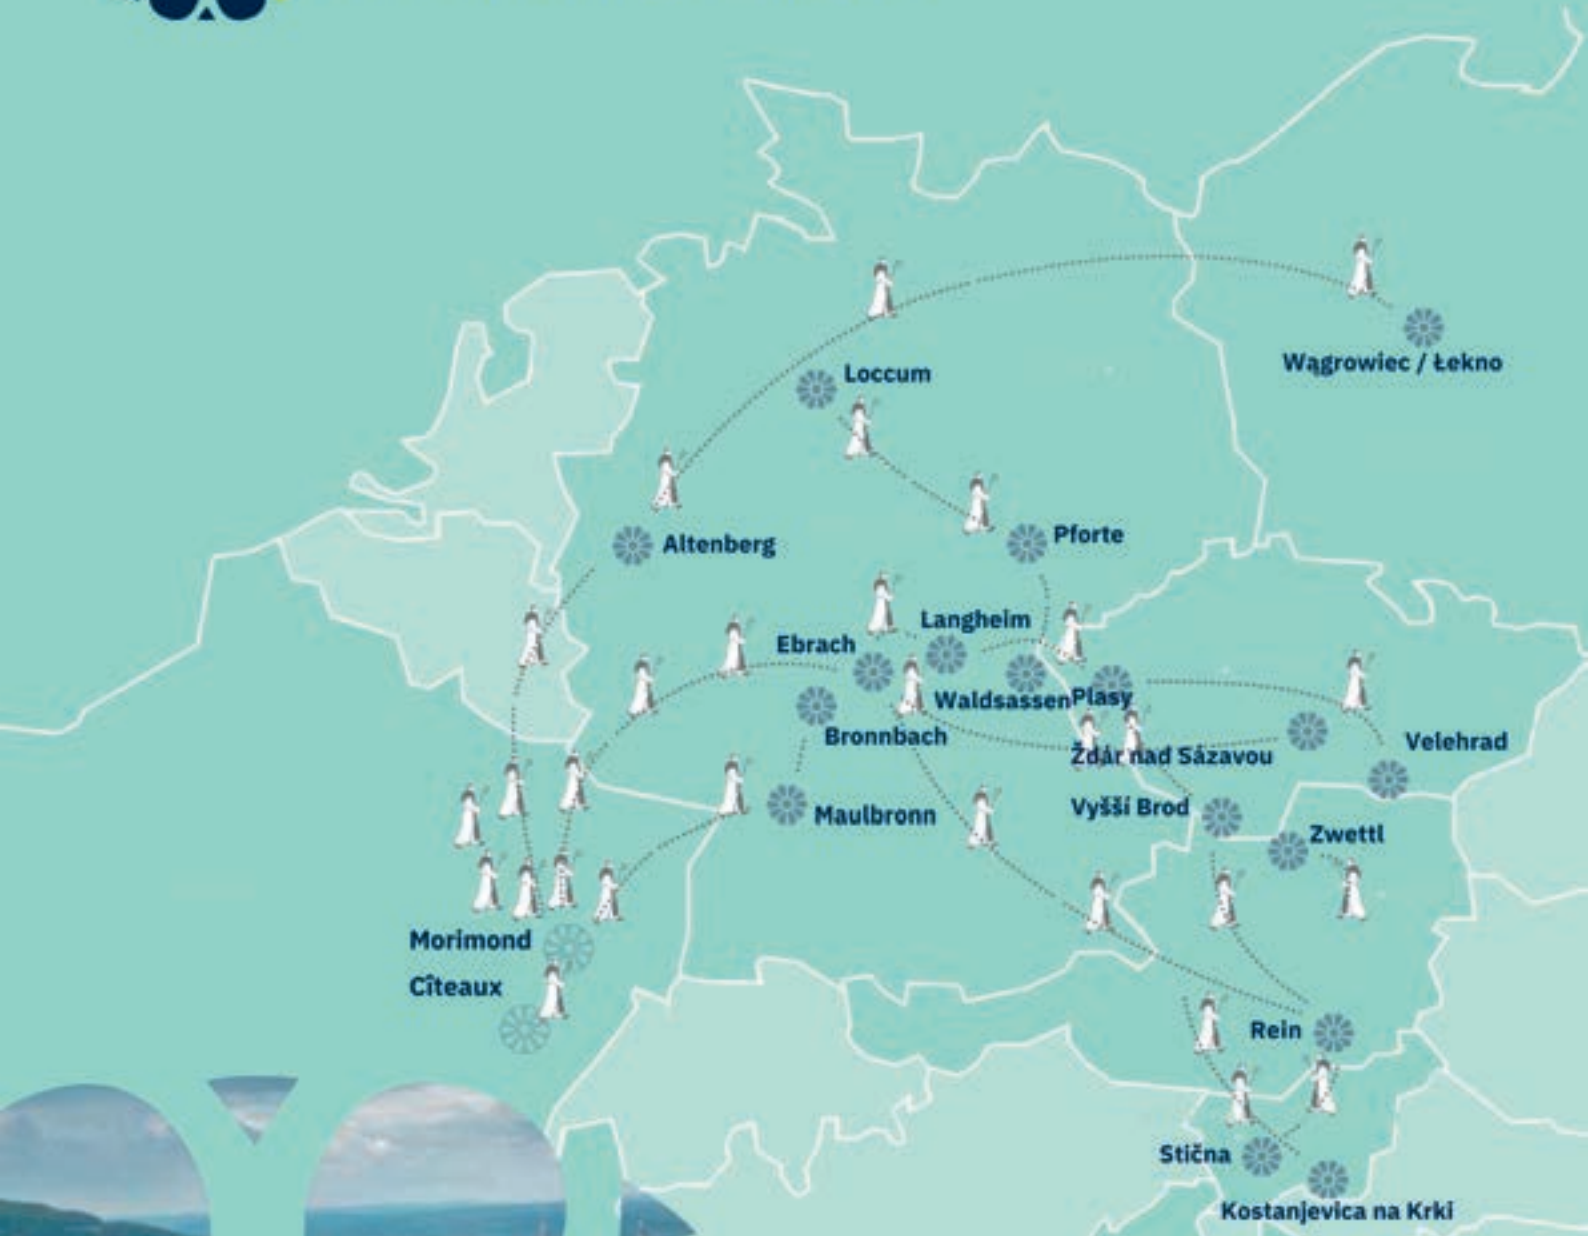 Loccum
Wągrowiec / Łekno
Altenberg
Pforte
Langheim
Ebrach
Waldsassen
Plasy
Bronnbach
Žďár nad Sázavou
Velehrad
Vyšší Brod
Maulbronn
Zwettl
Morimond
Cîteaux
Rein
Stična
Kostanjevica na Krki